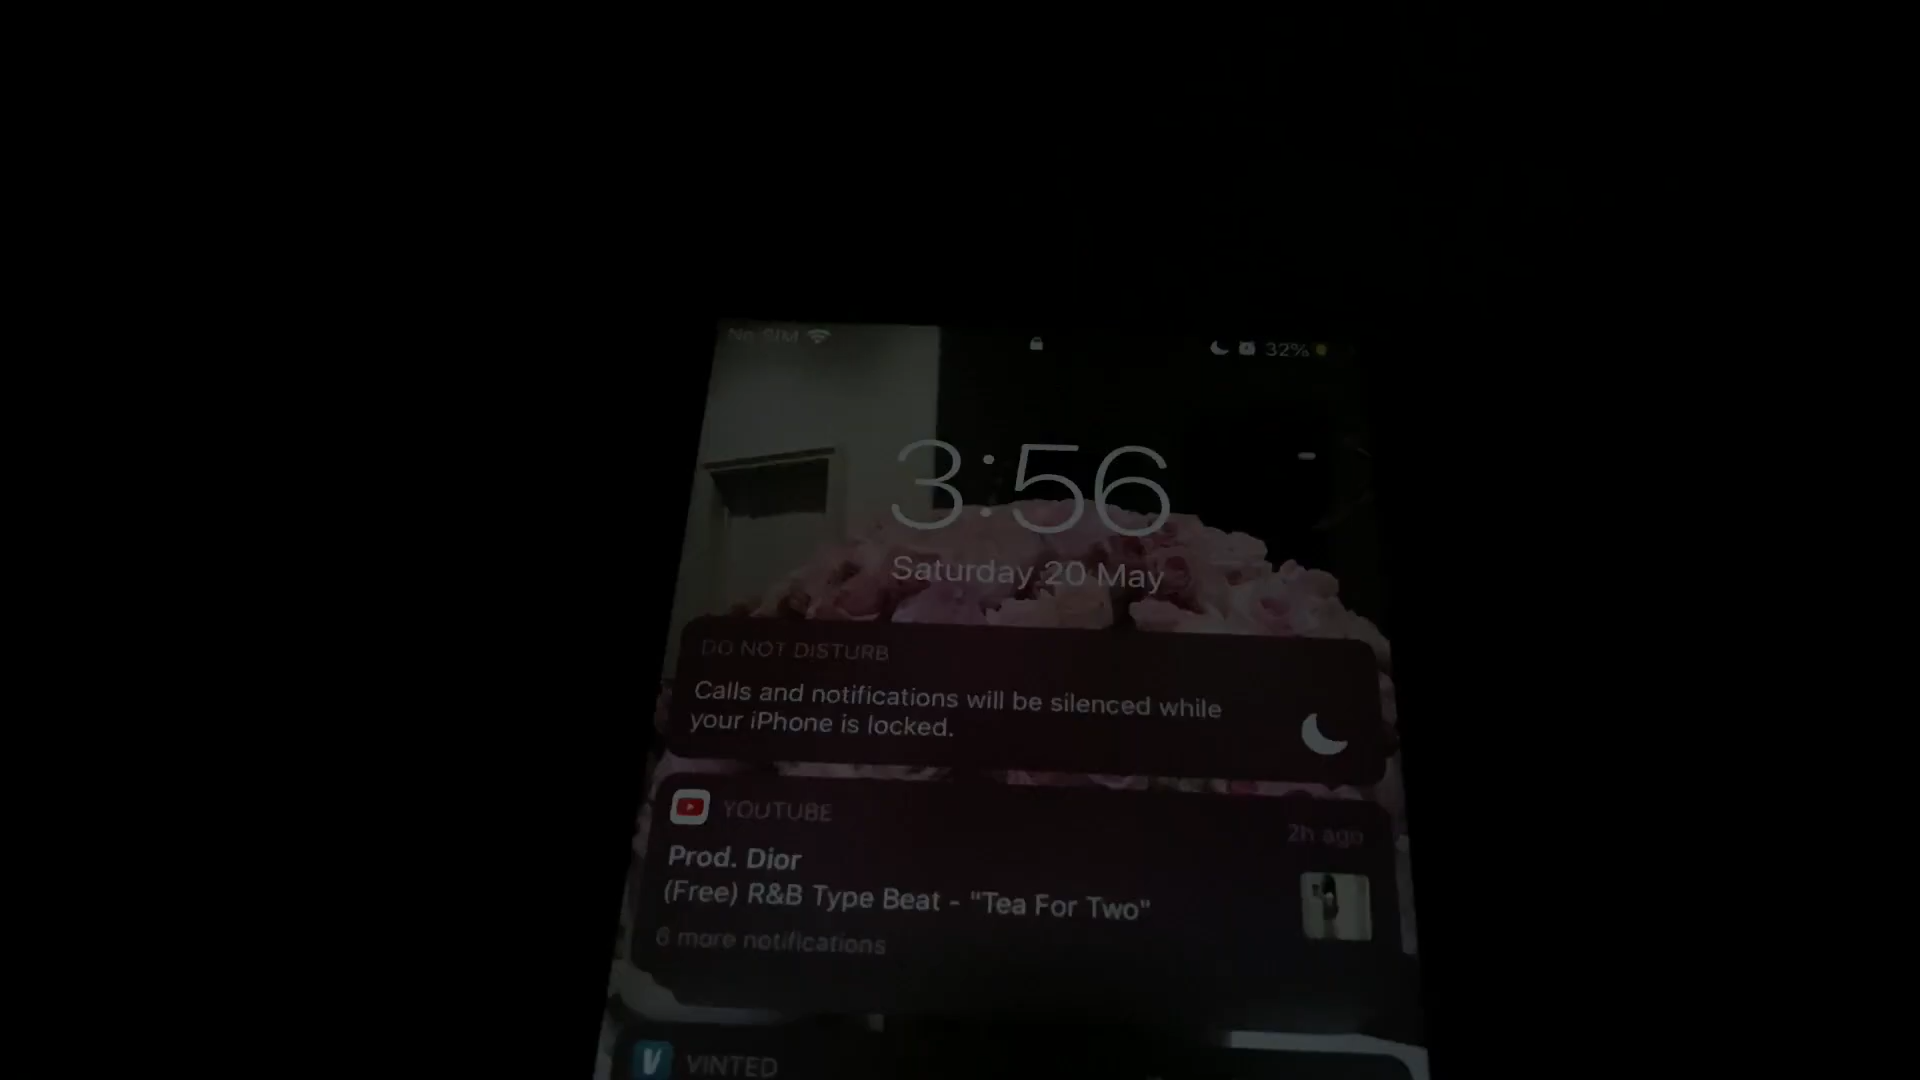 No SIM
32%
3:56
Saturday 20 May
DO NOT DISTURB
Calls and notifications will be silenced while
your iPhone is locked.
YOUTUBE
2h ago
Prod. Dior
(Free) R&B Type Beat - "Tea For Two"
6 more notifications
VINTED